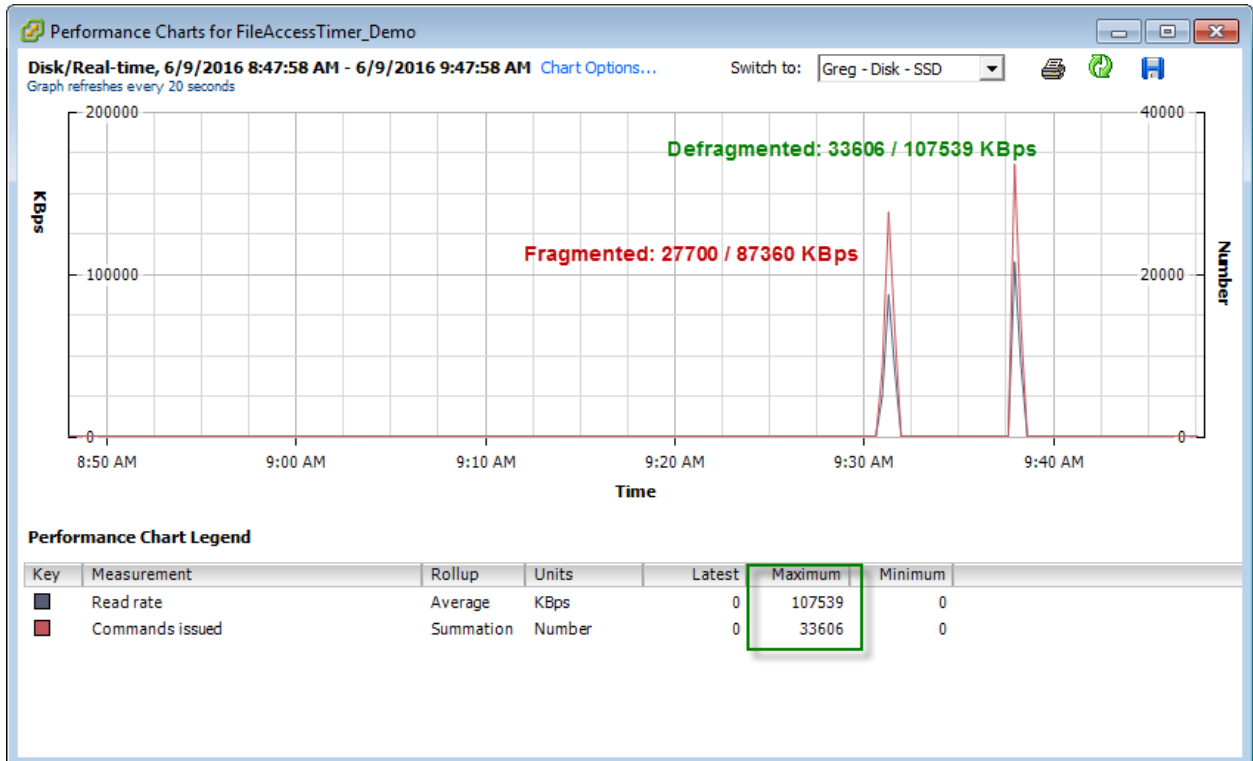 Performance Charts for FileAccessTimer_Demo
Disk/Real-time, 6/9/2016 8:47:58 AM - 6/9/2016 9:47:58 AM Chart Options... Switch to: Greg - Disk - SSD
Graph refreshes every 20 seconds
200000 40000
Defragmented: 33606 / 107539 KBps
KBps
Fragmented: 27700 / 87360 KBps
Number
100000 20000
0 0
8:50 AM 9:00 AM 9:10 AM 9:20 AM 9:30 AM 9:40 AM
Time
Performance Chart Legend
Key Measurement Rollup Units Latest Maximum Minimum
Read rate Average KBps 0 107539 0
Commands issued Summation Number 0 33606 0